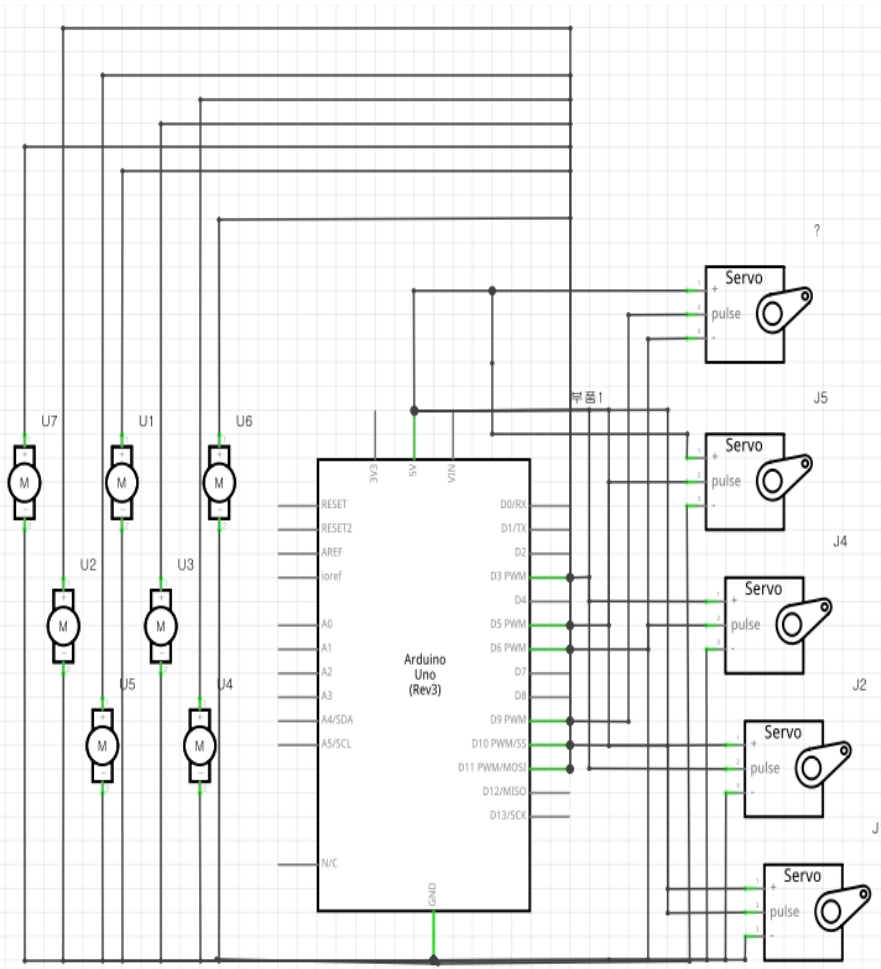 ?
Servo
+
pulse
-
부품1
J5
Servo
+
pulse
-
U7
U1
U6
M
M
M
3V3
5V
VIN
RESET
RESET2
AREF
ioref
A0
A1
A2
A3
A4/SDA
A5/SCL
N/C
D0/RX
D1/TX
D2
D3 PWM
D4
D5 PWM
D6 PWM
D7
D8
D9 PWM
D10 PWM/SS
D11 PWM/MOSI
D12/MISO
D13/SCK
Arduino
Uno
(Rev3)
GND
U2
U3
M
M
U5
U4
M
M
J4
Servo
+
pulse
-
J2
Servo
+
pulse
-
J
Servo
+
pulse
-